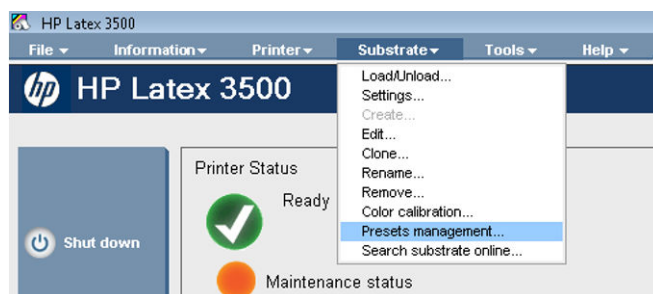 HP Latex 3500
File Information Printer Substrate Tools Help
hp HP Latex 3500
Load/Unload...
Settings...
Create...
Edit...
Clone...
Rename...
Remove...
Color calibration...
Presets management...
Search substrate online...
Printer Status
Ready
Shut down
Maintenance status